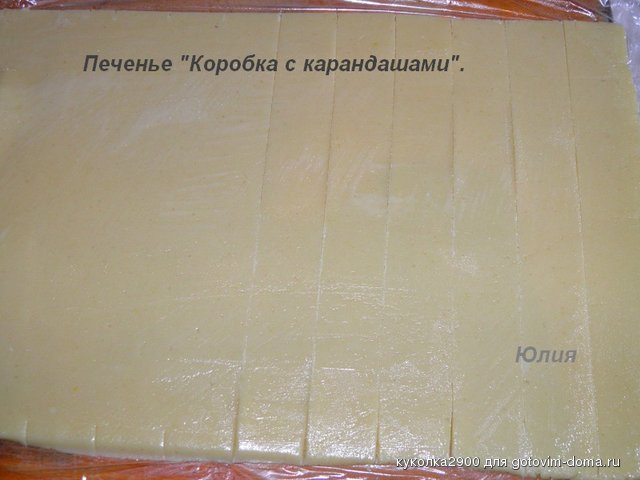 Печенье "Коробка с карандашами".
Юлия
куколка2900 для gotovim-doma.ru